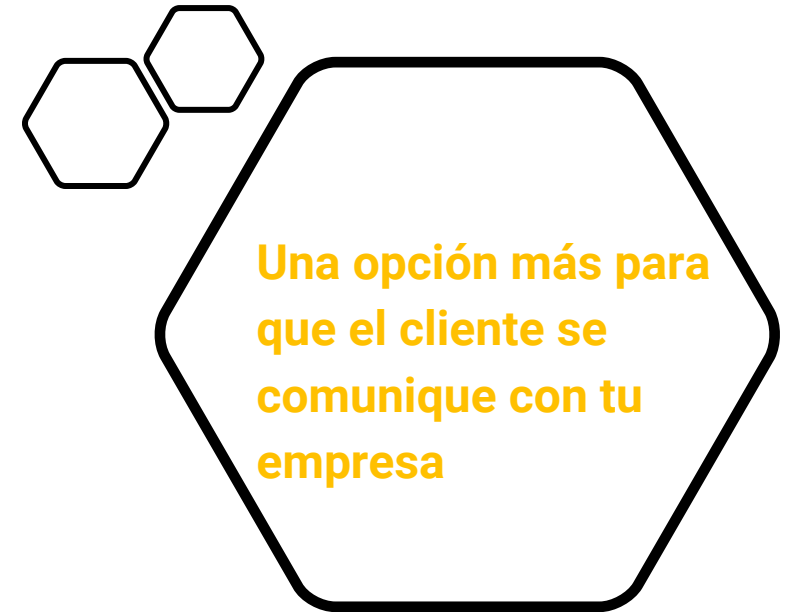 Una opción más para
que el cliente se
comunique con tu
empresa